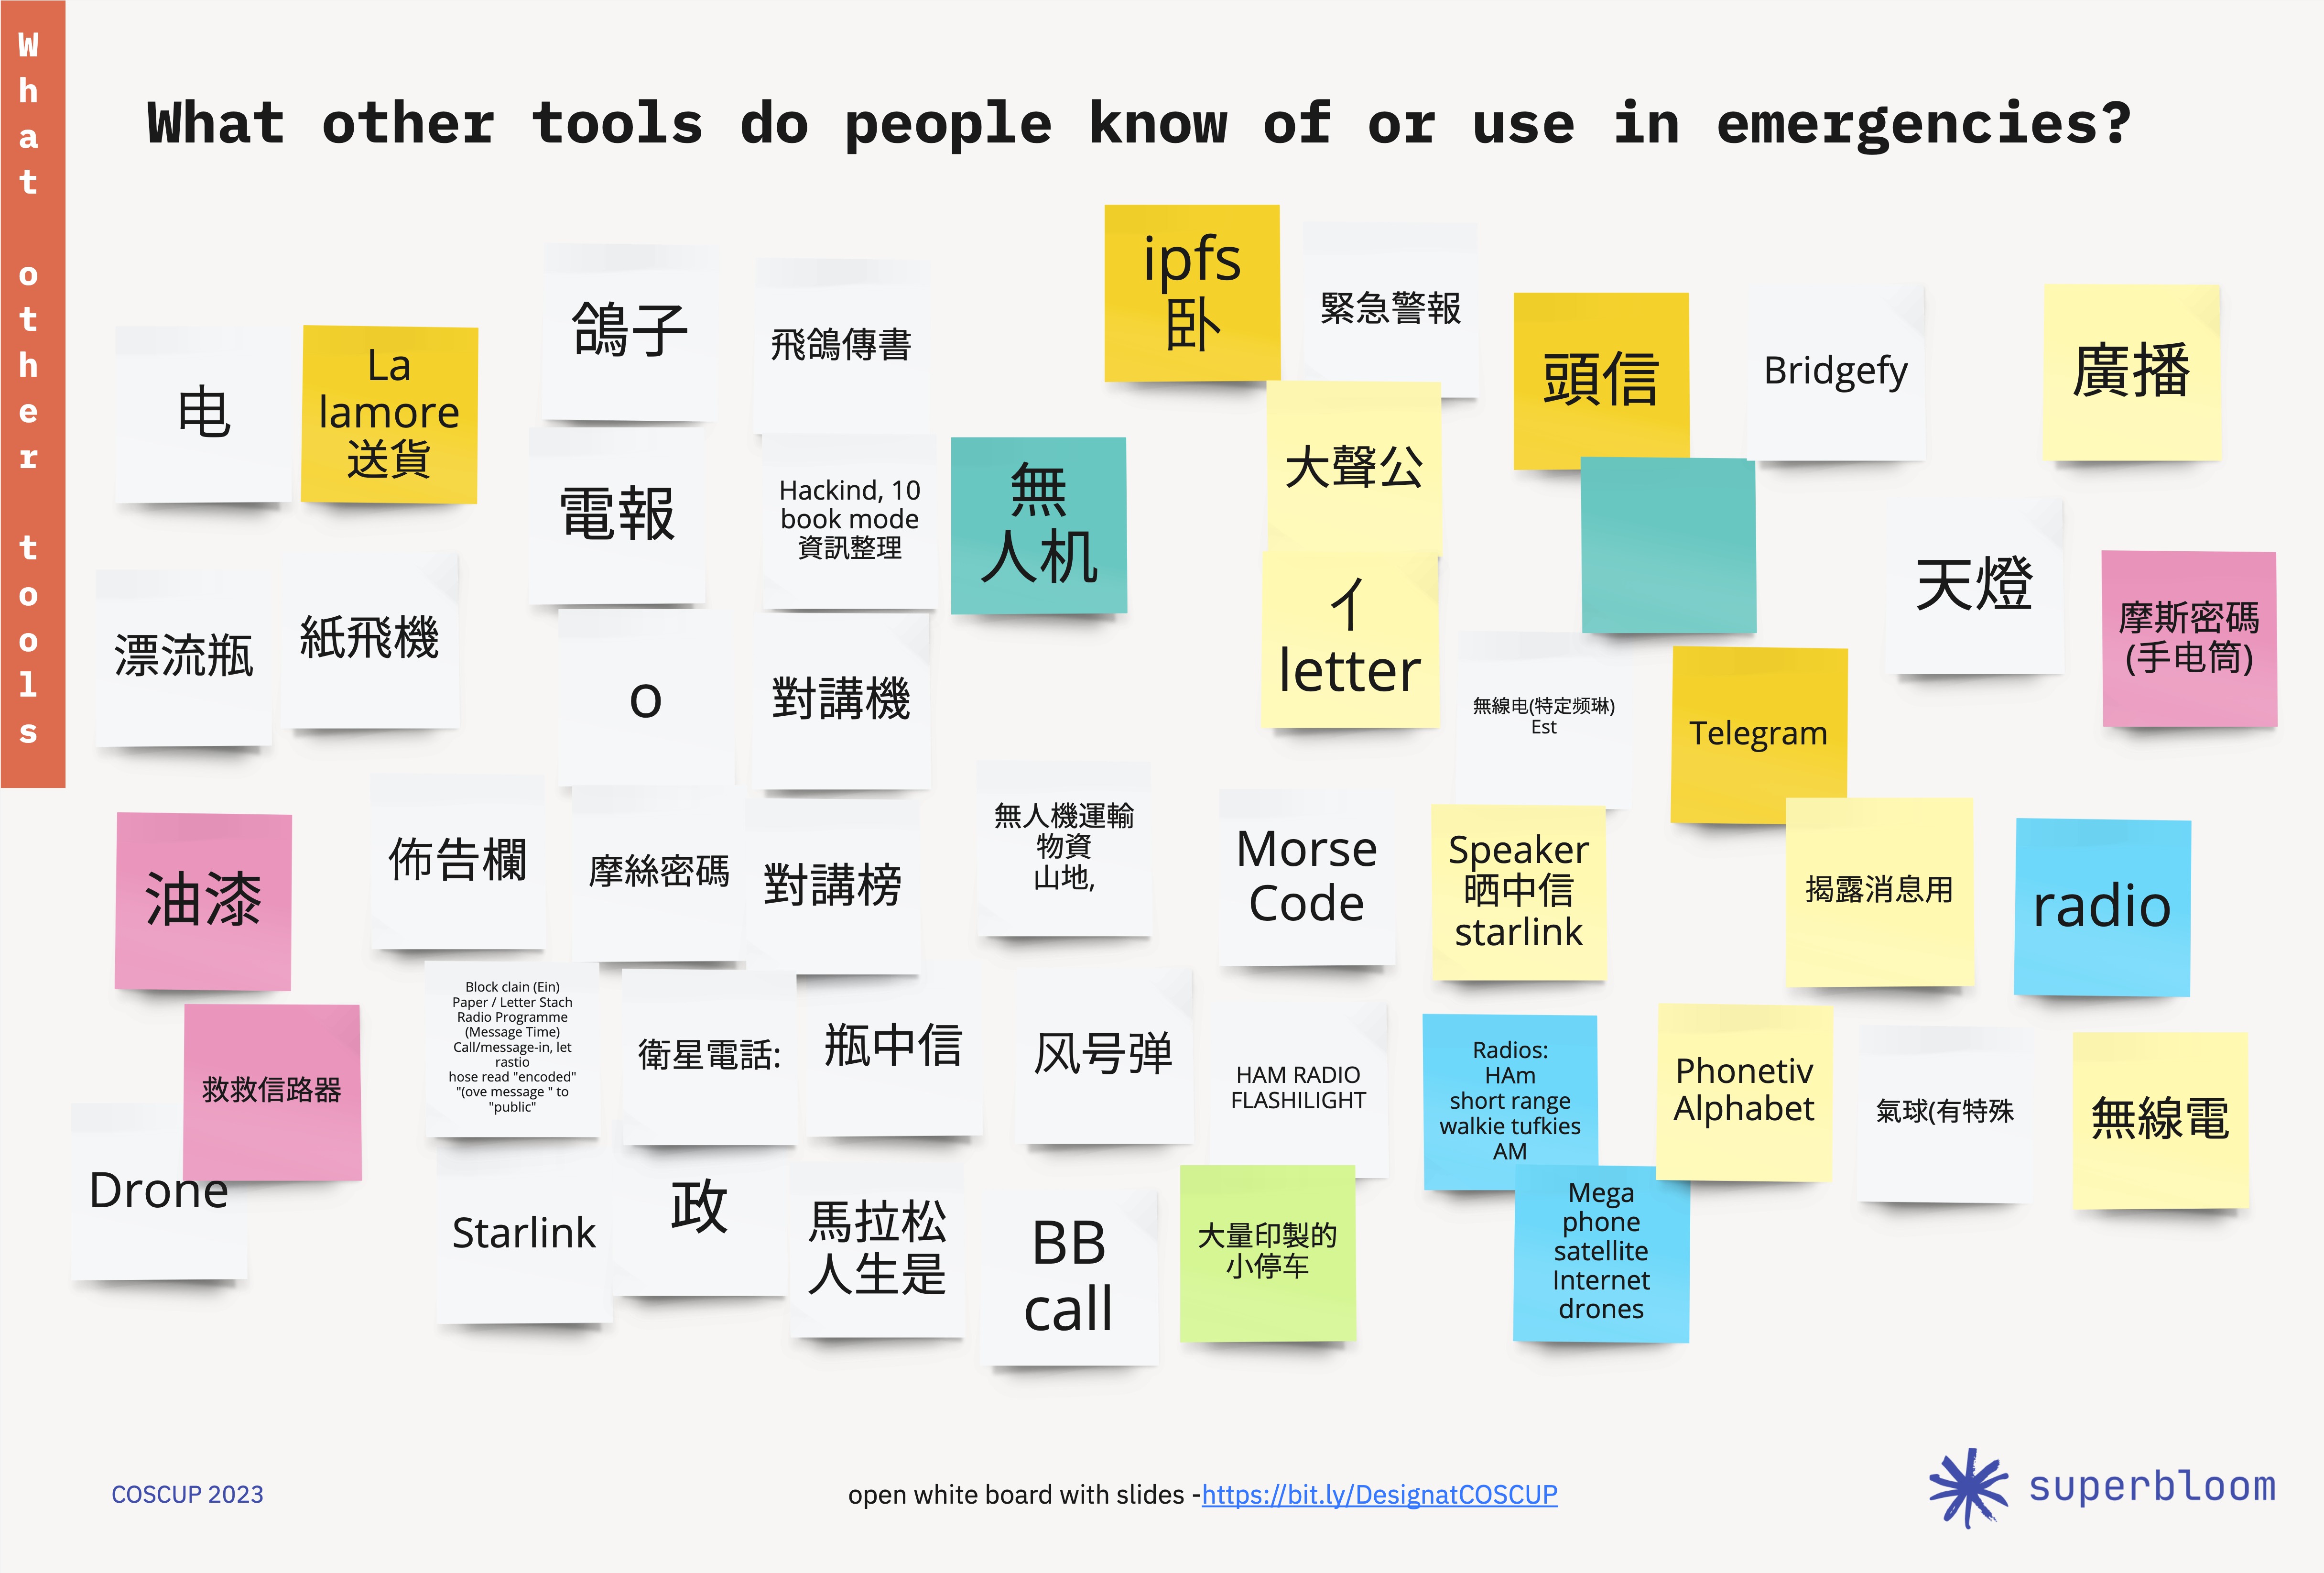 What other tools
What other tools do people know of or use in emergencies?
ipfs
卧
緊急警報
鴿子
飛鴿傳書
頭信
Bridgefy
廣播
电
La
lamore
送貨
電報
Hackind, 10
book mode
資訊整理
無
人机
大聲公
天燈
摩斯密碼
(手电筒)
漂流瓶
紙飛機
o
對講機
亻
letter
無線电(特定频琳)
Est
Telegram
油漆
佈告欄
摩絲密碼
對講榜
無人機運輸
物資
山地,
Morse
Code
Speaker
晒中信
starlink
揭露消息用
radio
救救信路器
Block clain (Ein)
Paper / Letter Stach
Radio Programme
(Message Time)
Call/message-in, let
rastio
hose read "encoded"
"(ove message " to
"public"
衛星電話:
瓶中信
风号弹
HAM RADIO
FLASHILIGHT
Radios:
HAm
short range
walkie tufkies
AM
Phonetiv
Alphabet
氣球(有特殊
無線電
Drone
Starlink
政
馬拉松
人生是
BB
call
大量印製的
小停车
Mega
phone
satellite
Internet
drones
COSCUP 2023
open white board with slides -https://bit.ly/DesignatCOSCUP
superbloom